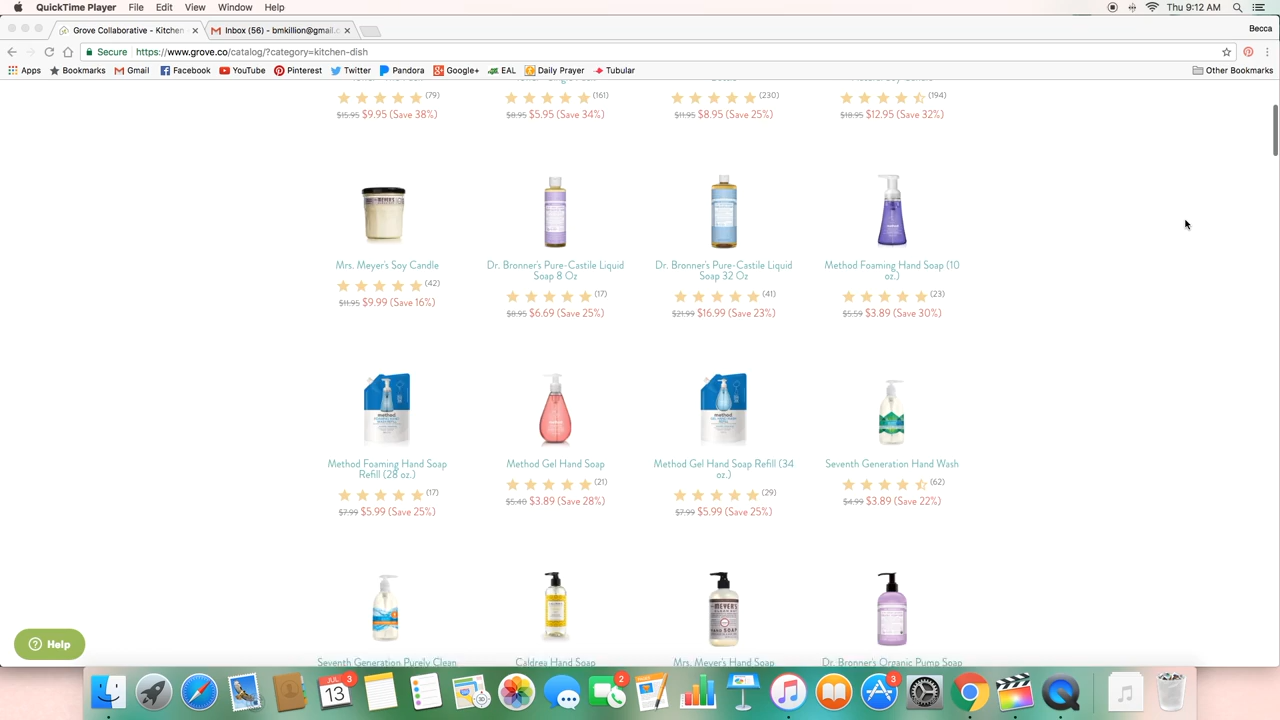 QuickTime Player File Edit View Window Help
Thu 9:12 AM
Grove Collaborative - Kitchen
Inbox (56) - bmkillion@gmail.c
Becca
Secure https://www.grove.co/catalog/?category=kitchen-dish
Apps Bookmarks Gmail Facebook YouTube Pinterest Twitter Pandora Google+ EAL Daily Prayer Tubular Other Bookmarks
(79) (161) (230) (194)
$15.95 $9.95 (Save 38%)
$8.95 $5.95 (Save 34%)
$11.95 $8.95 (Save 25%)
$18.95 $12.95 (Save 32%)
Mrs. Meyer's Soy Candle
(42)
$11.95 $9.99 (Save 16%)
Dr. Bronner's Pure-Castile Liquid
Soap 8 Oz
(17)
$8.95 $6.69 (Save 25%)
Dr. Bronner's Pure-Castile Liquid
Soap 32 Oz
(41)
$21.99 $16.99 (Save 23%)
Method Foaming Hand Soap (10
oz.)
(23)
$5.59 $3.89 (Save 30%)
method
Method Foaming Hand Soap
Refill (28 oz.)
(17)
$7.99 $5.99 (Save 25%)
method
Method Gel Hand Soap
(21)
$5.40 $3.89 (Save 28%)
method
Method Gel Hand Soap Refill (34
oz.)
(29)
$7.99 $5.99 (Save 25%)
Seventh Generation Hand Wash
(62)
$4.99 $3.89 (Save 22%)
Seventh Generation Purely Clean
Caldrea Hand Soap
Mrs. Meyer's Hand Soap
Dr. Bronner's Organic Pump Soap
Help
JUL
13
3
30
2
3